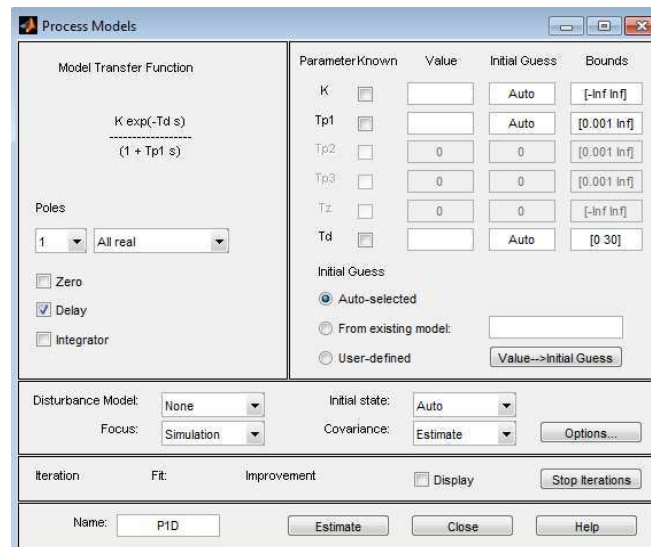 Process Models
Model Transfer Function
K exp(-Td s)
-------------------
(1 + Tp1 s)
Poles
1 All real
Zero
Delay
Integrator
Parameter Known Value Initial Guess Bounds
K Auto [-Inf Inf]
Tp1 Auto [0.001 Inf]
Tp2 0 0 [0.001 Inf]
Tp3 0 0 [0.001 Inf]
Tz 0 0 [-Inf Inf]
Td Auto [0 30]
Initial Guess
Auto-selected
From existing model:
User-defined Value-->Initial Guess
Disturbance Model: None Initial state: Auto
Focus: Simulation Covariance: Estimate Options...
Iteration Fit: Improvement Display Stop Iterations
Name: P1D Estimate Close Help